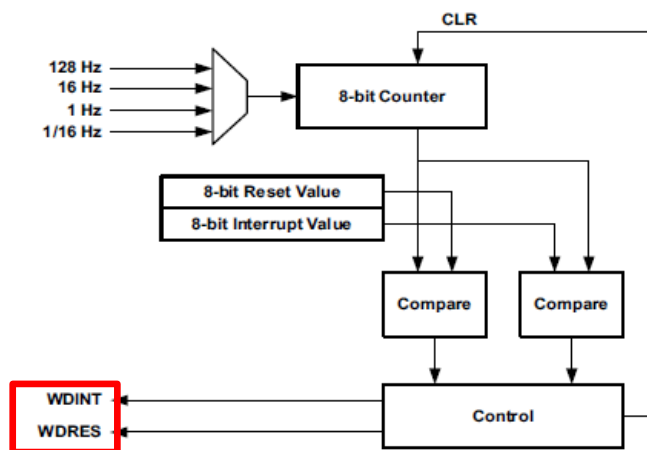 CLR
128 Hz
16 Hz
1 Hz
1/16 Hz
8-bit Counter
8-bit Reset Value
8-bit Interrupt Value
Compare
Compare
WDINT
WDRES
Control